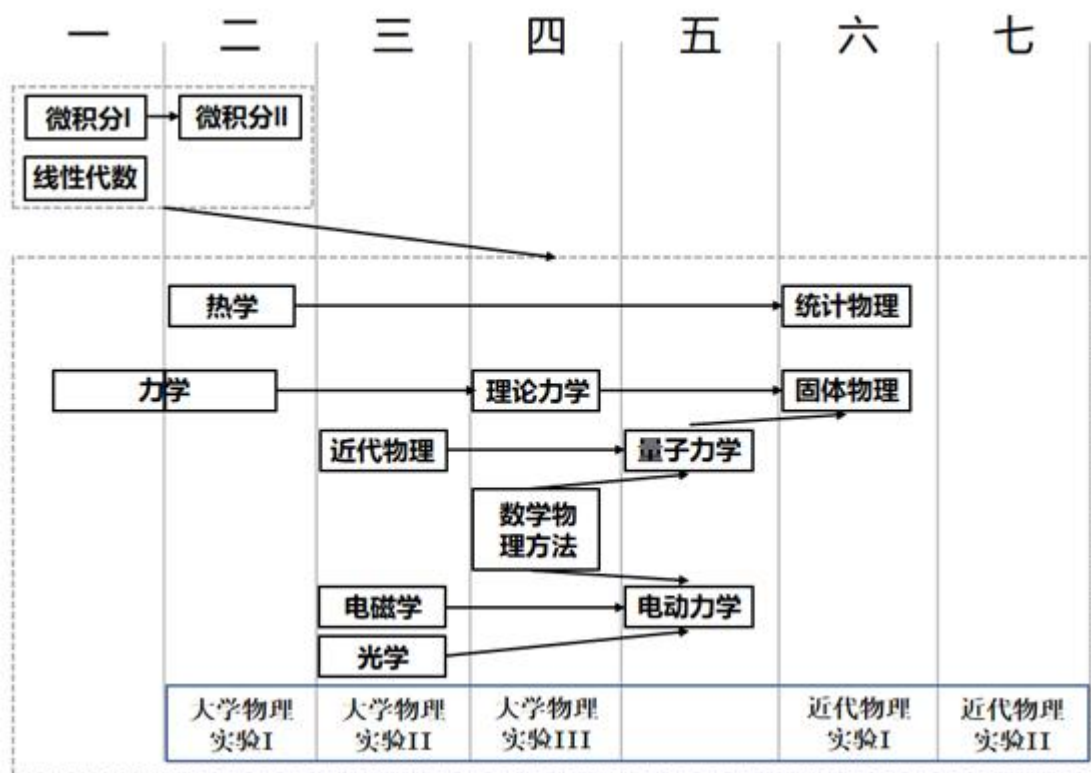 一 二 三 四 五 六 七
微积分I 微积分II
线性代数
热学 统计物理
力学 理论力学 固体物理
近代物理 量子力学
数学物
理方法
电磁学 电动力学
光学
大学物理 大学物理 大学物理 近代物理 近代物理
实验I 实验II 实验III 实验I 实验II